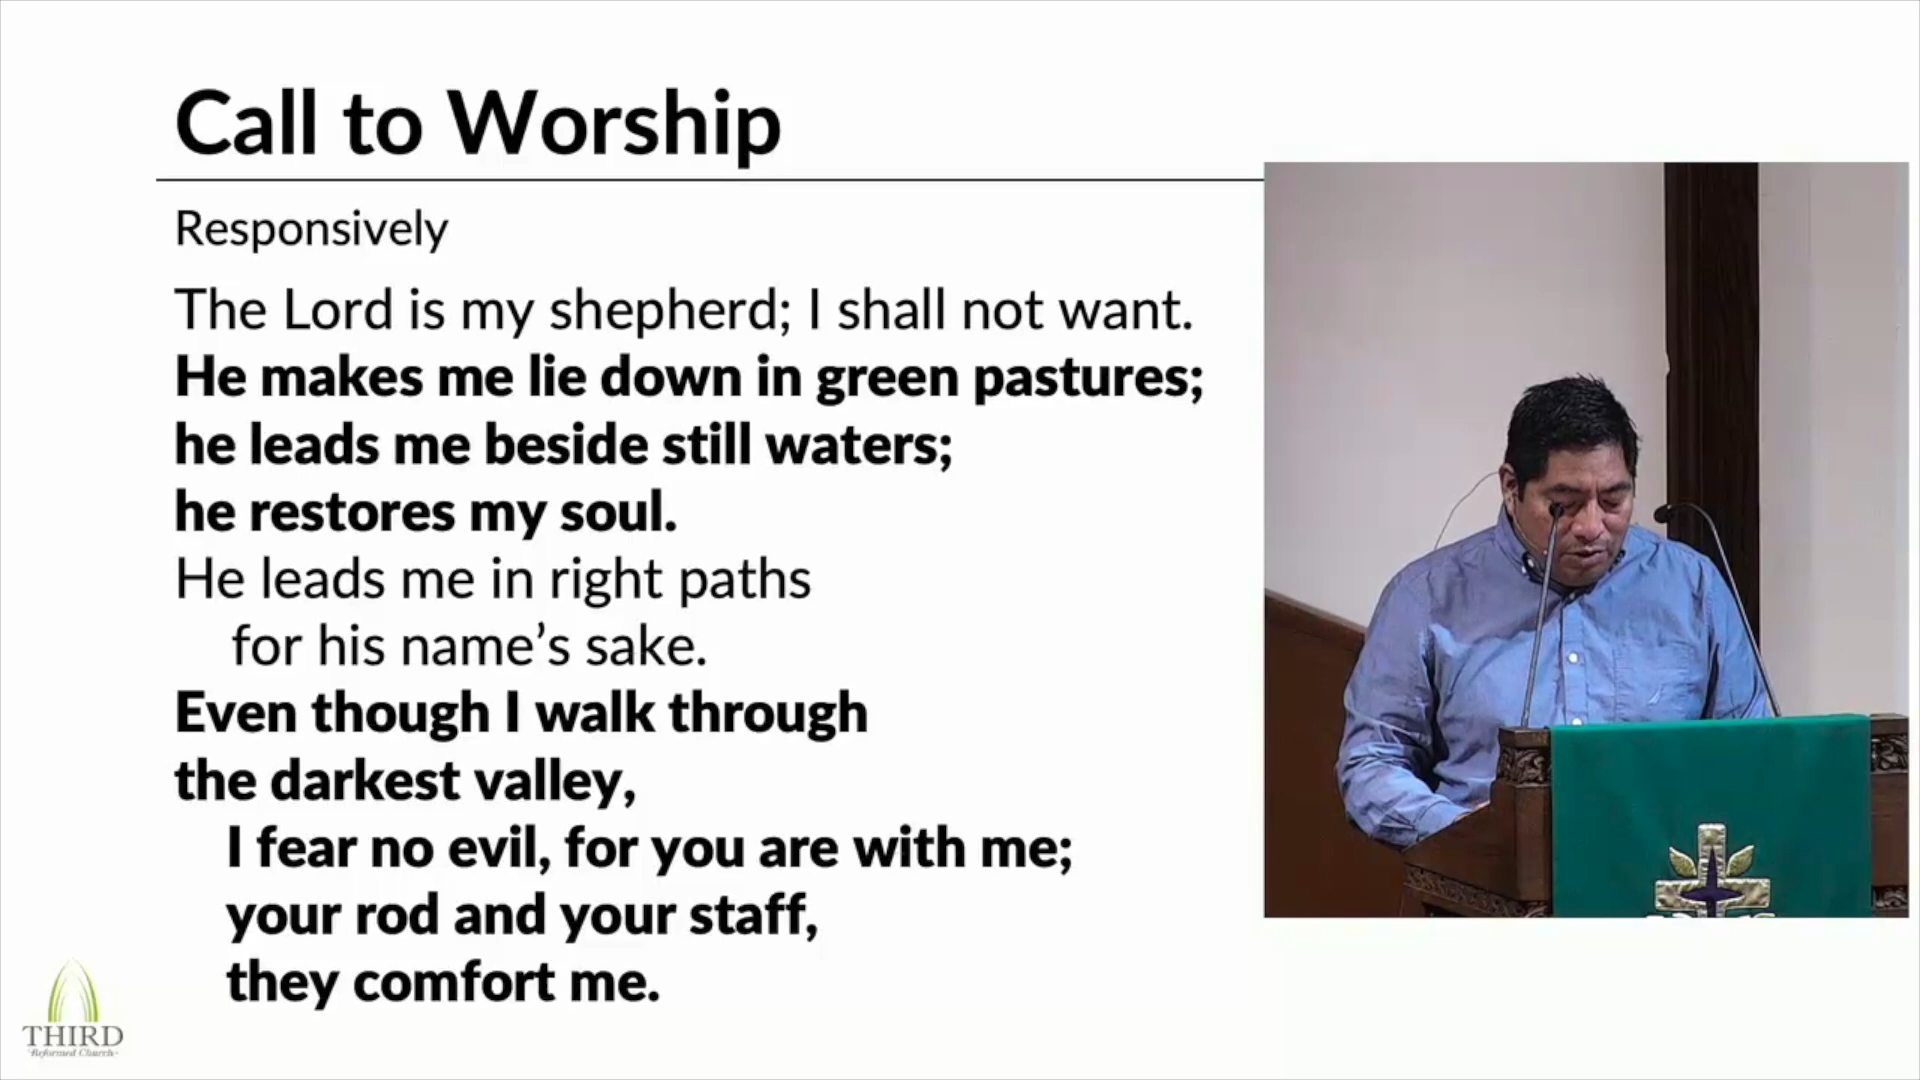 Call to Worship
Responsively
The Lord is my shepherd; I shall not want.
He makes me lie down in green pastures;
he leads me beside still waters;
he restores my soul.
He leads me in right paths
for his name’s sake.
Even though I walk through
the darkest valley,
I fear no evil, for you are with me;
your rod and your staff,
they comfort me.
THIRD
Reformed Church